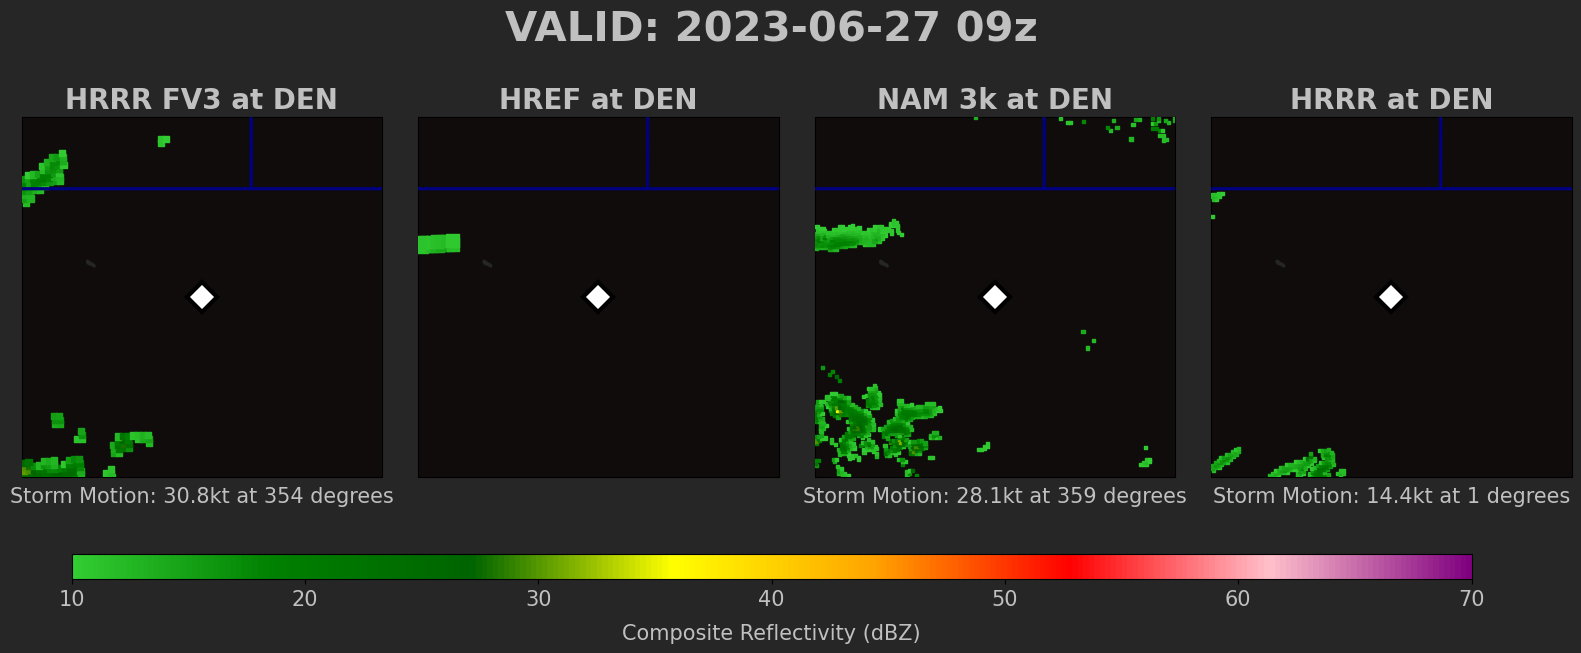 VALID: 2023-06-27 09z
HRRR FV3 at DEN
HREF at DEN
NAM 3k at DEN
HRRR at DEN
Storm Motion: 30.8kt at 354 degrees
Storm Motion: 28.1kt at 359 degrees
Storm Motion: 14.4kt at 1 degrees
10 20 30 40 50 60 70
Composite Reflectivity (dBZ)